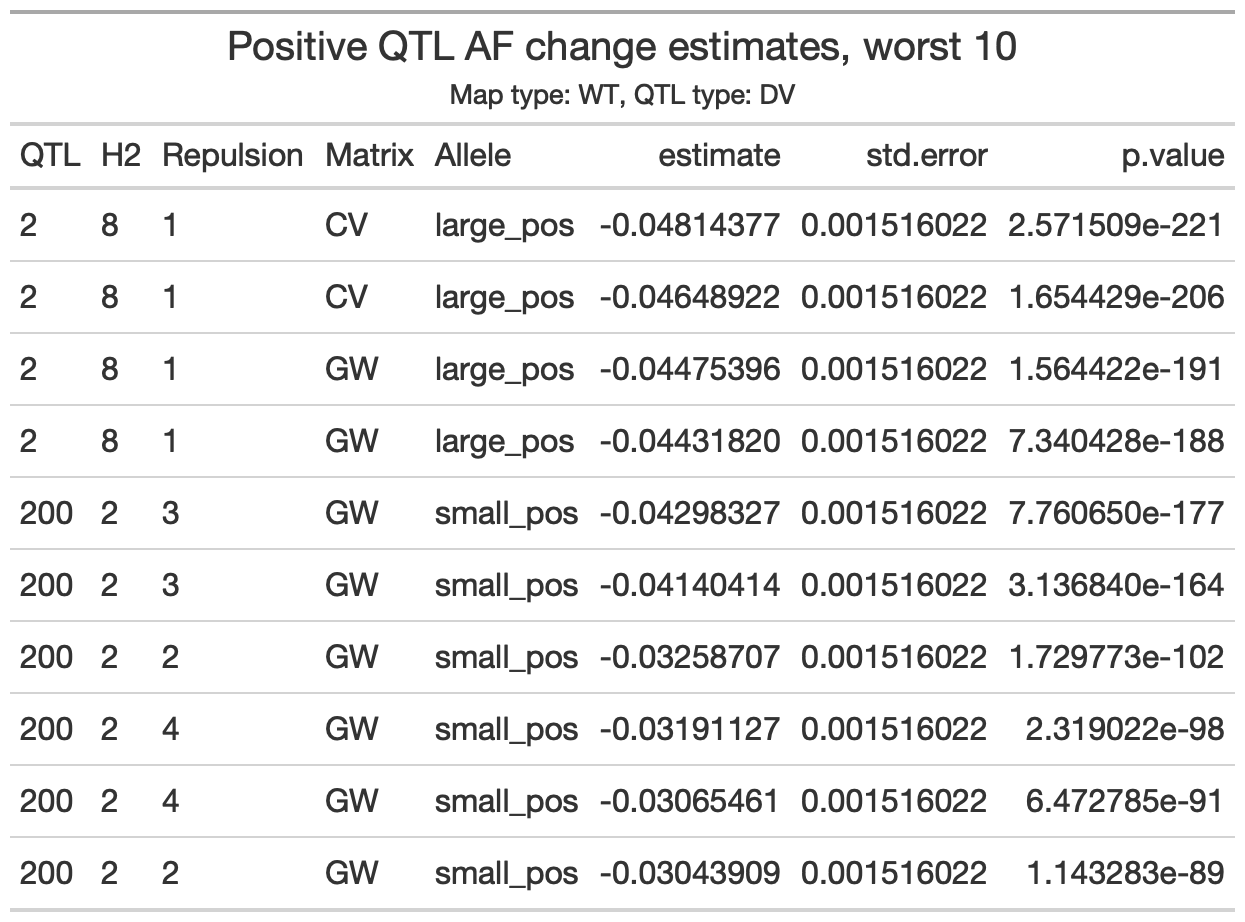 Positive QTL AF change estimates, worst 10
Map type: WT, QTL type: DV
QTL H2 Repulsion Matrix Allele estimate std.error p.value
2 8 1 CV large_pos -0.04814377 0.001516022 2.571509e-221
2 8 1 CV large_pos -0.04648922 0.001516022 1.654429e-206
2 8 1 GW large_pos -0.04475396 0.001516022 1.564422e-191
2 8 1 GW large_pos -0.04431820 0.001516022 7.340428e-188
200 2 3 GW small_pos -0.04298327 0.001516022 7.760650e-177
200 2 3 GW small_pos -0.04140414 0.001516022 3.136840e-164
200 2 2 GW small_pos -0.03258707 0.001516022 1.729773e-102
200 2 4 GW small_pos -0.03191127 0.001516022 2.319022e-98
200 2 4 GW small_pos -0.03065461 0.001516022 6.472785e-91
200 2 2 GW small_pos -0.03043909 0.001516022 1.143283e-89